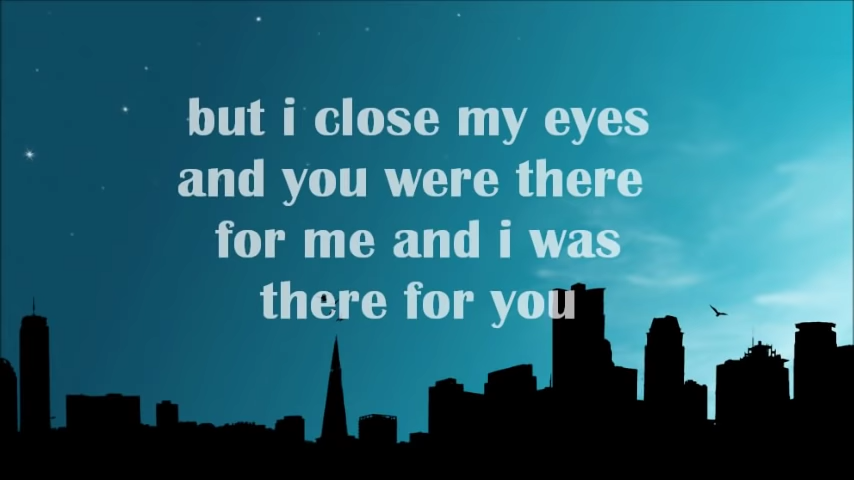 but i close my eyes
and you were there
for me and i was
there for you